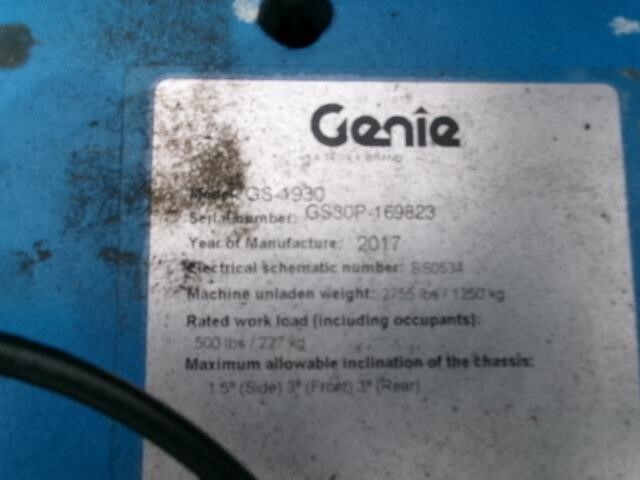 Genie
A TEREX BRAND
Model: GS-1930
Serial number: GS30P-169823
Year of Manufacture: 2017
Electrical schematic number: ES0534
Machine unladen weight: 2755 lbs / 1250 kg
Rated work load (including occupants):
500 lbs / 227 kg
Maximum allowable inclination of the chassis:
1.5° (Side) 3° (Front) 3° (Rear)